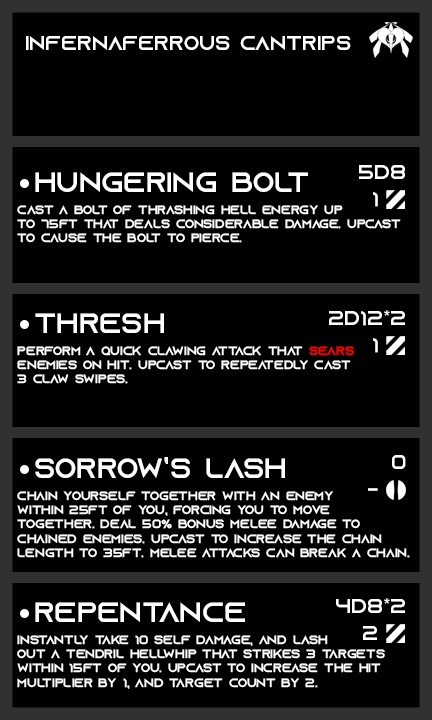 INFERNAFERROUS CANTRIPS
•HUNGERING BOLT
5D8
1
CAST A BOLT OF THRASHING HELL ENERGY UP
TO 75FT THAT DEALS CONSIDERABLE DAMAGE. UPCAST
TO CAUSE THE BOLT TO PIERCE.
•THRESH
2D12*2
1
PERFORM A QUICK CLAWING ATTACK THAT SEARS
ENEMIES ON HIT. UPCAST TO REPEATEDLY CAST
3 CLAW SWIPES.
•SORROW'S LASH
0
-
CHAIN YOURSELF TOGETHER WITH AN ENEMY
WITHIN 25FT OF YOU, FORCING YOU TO MOVE
TOGETHER. DEAL 50% BONUS MELEE DAMAGE TO
CHAINED ENEMIES. UPCAST TO INCREASE THE CHAIN
LENGTH TO 35FT. MELEE ATTACKS CAN BREAK A CHAIN.
•REPENTANCE
4D8*2
2
INSTANTLY TAKE 10 SELF DAMAGE, AND LASH
OUT A TENDRIL HELLWHIP THAT STRIKES 3 TARGETS
WITHIN 15FT OF YOU. UPCAST TO INCREASE THE HIT
MULTIPLIER BY 1, AND TARGET COUNT BY 2.